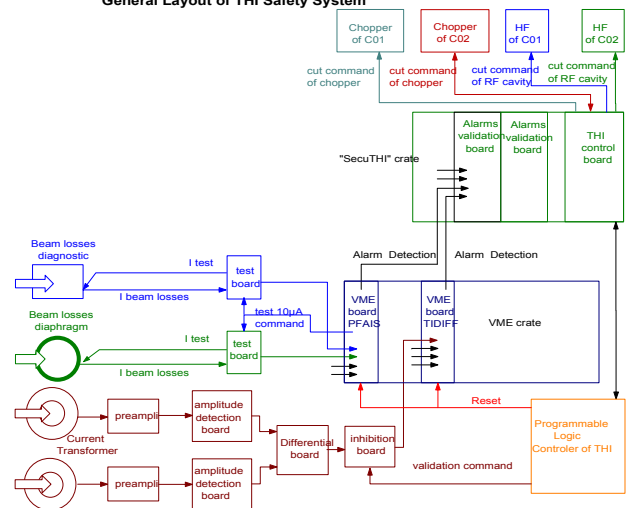 General Layout of THI Safety System
Chopper
of C01
Chopper
of C02
HF
of C01
HF
of C02
cut command
of chopper
cut command
of chopper
cut command
of RF cavity
cut command
of RF cavity
"SecuTHI" crate
Alarms
validation
board
Alarms
validation
board
THI
control
board
Alarm Detection
Alarm Detection
Beam losses
diagnostic
I test
I beam losses
test
board
test 10µA
command
VME
board
PFAIS
VME
board
TIDIFF
VME crate
Beam losses
diaphragm
I test
I beam losses
test
board
Reset
Programmable
Logic
Controler of THI
preampli
amplitude
detection
board
Current
Transformer
Differential
board
inhibition
board
validation command
preampli
amplitude
detection
board